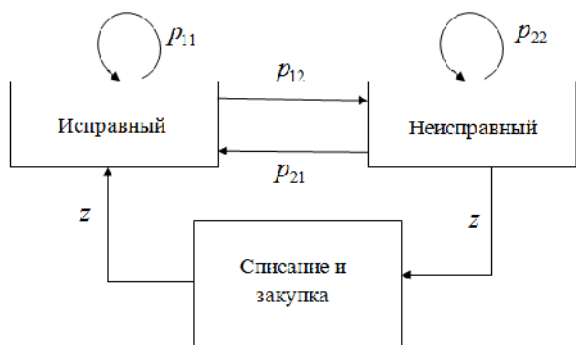 p11
p22
p12
Исправный
Неисправный
p21
z
z
Списание и
закупка